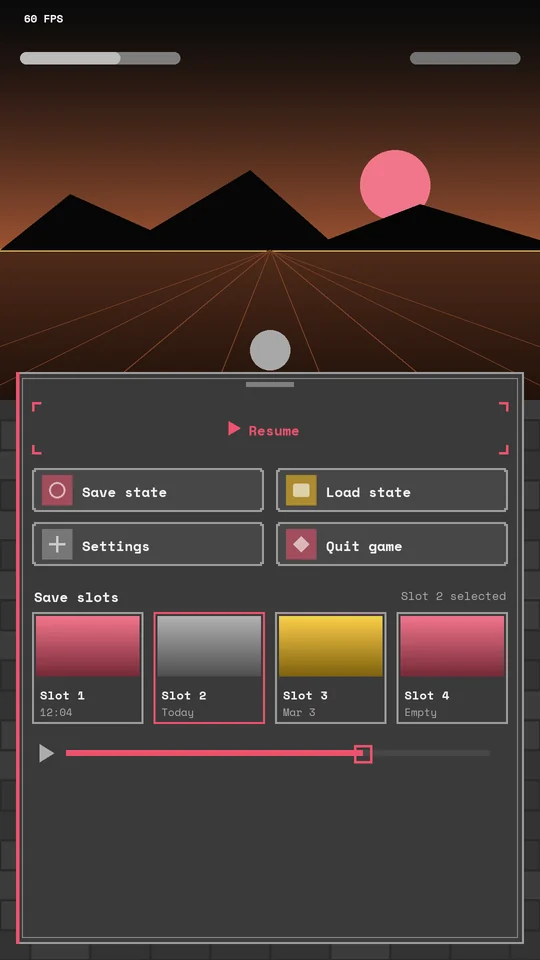 60 FPS
Resume
Save state
Load state
Settings
Quit game
Save slots
Slot 2 selected
Slot 1
12:04
Slot 2
Today
Slot 3
Mar 3
Slot 4
Empty